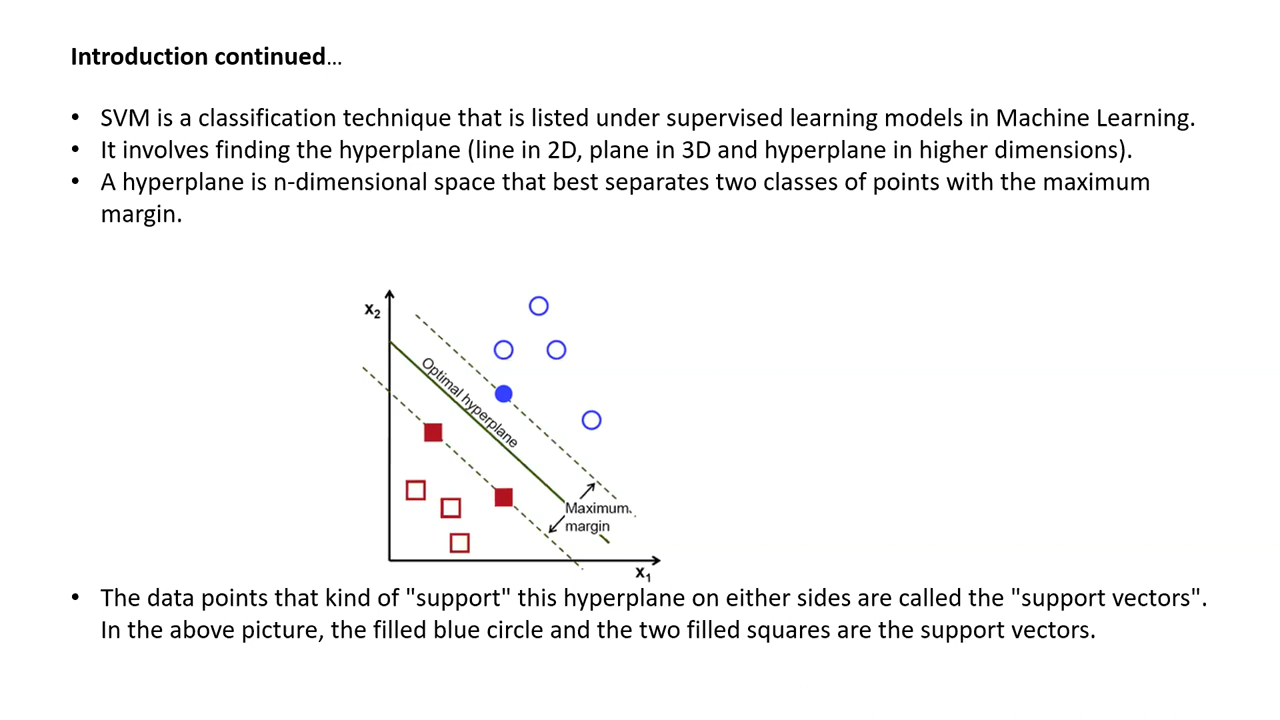 Introduction continued…
• SVM is a classification technique that is listed under supervised learning models in Machine Learning.
• It involves finding the hyperplane (line in 2D, plane in 3D and hyperplane in higher dimensions).
• A hyperplane is n-dimensional space that best separates two classes of points with the maximum
margin.
x₂
Optimal hyperplane
Maximum
margin
x₁
• The data points that kind of "support" this hyperplane on either sides are called the "support vectors".
In the above picture, the filled blue circle and the two filled squares are the support vectors.